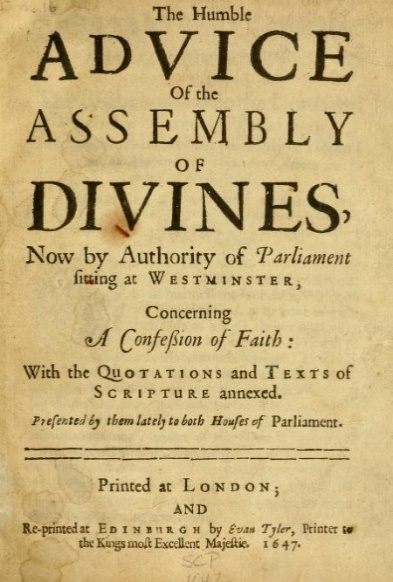 The Humble
ADVICE
Of the
ASSEMBLY
OF
DIVINES,
Now by Authority of Parliament
ſitting at WESTMINSTER,
Concerning
A Confeßion of Faith:
With the QUOTATIONS and TEXTS of
SCRIPTURE annexed.
Preſented by them lately to both Houſes of Parliament.
Printed at LONDON;
AND
Re-printed at EDINBURGH by Evan Tyler, Printer to
the Kings moſt Excellent Majeſtie. 1647.
SCP
1647